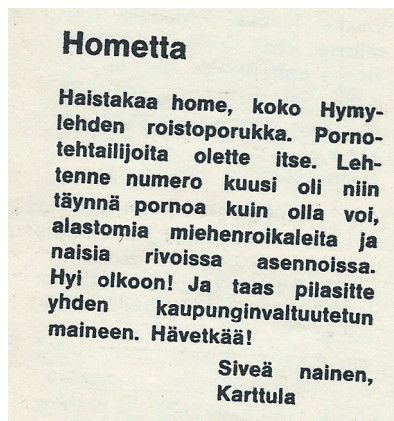 Hometta
Haistakaa home, koko Hymy-
lehden roistoporukka. Porno-
tehtailijoita olette itse. Leh-
tenne numero kuusi oli niin
täynnä pornoa kuin olla voi,
alastomia miehenroikaleita ja
naisia rivoissa asennoissa.
Hyi olkoon! Ja taas pilasitte
yhden kaupunginvaltuutetun
maineen. Hävetkää!
Siveä nainen,
Karttula